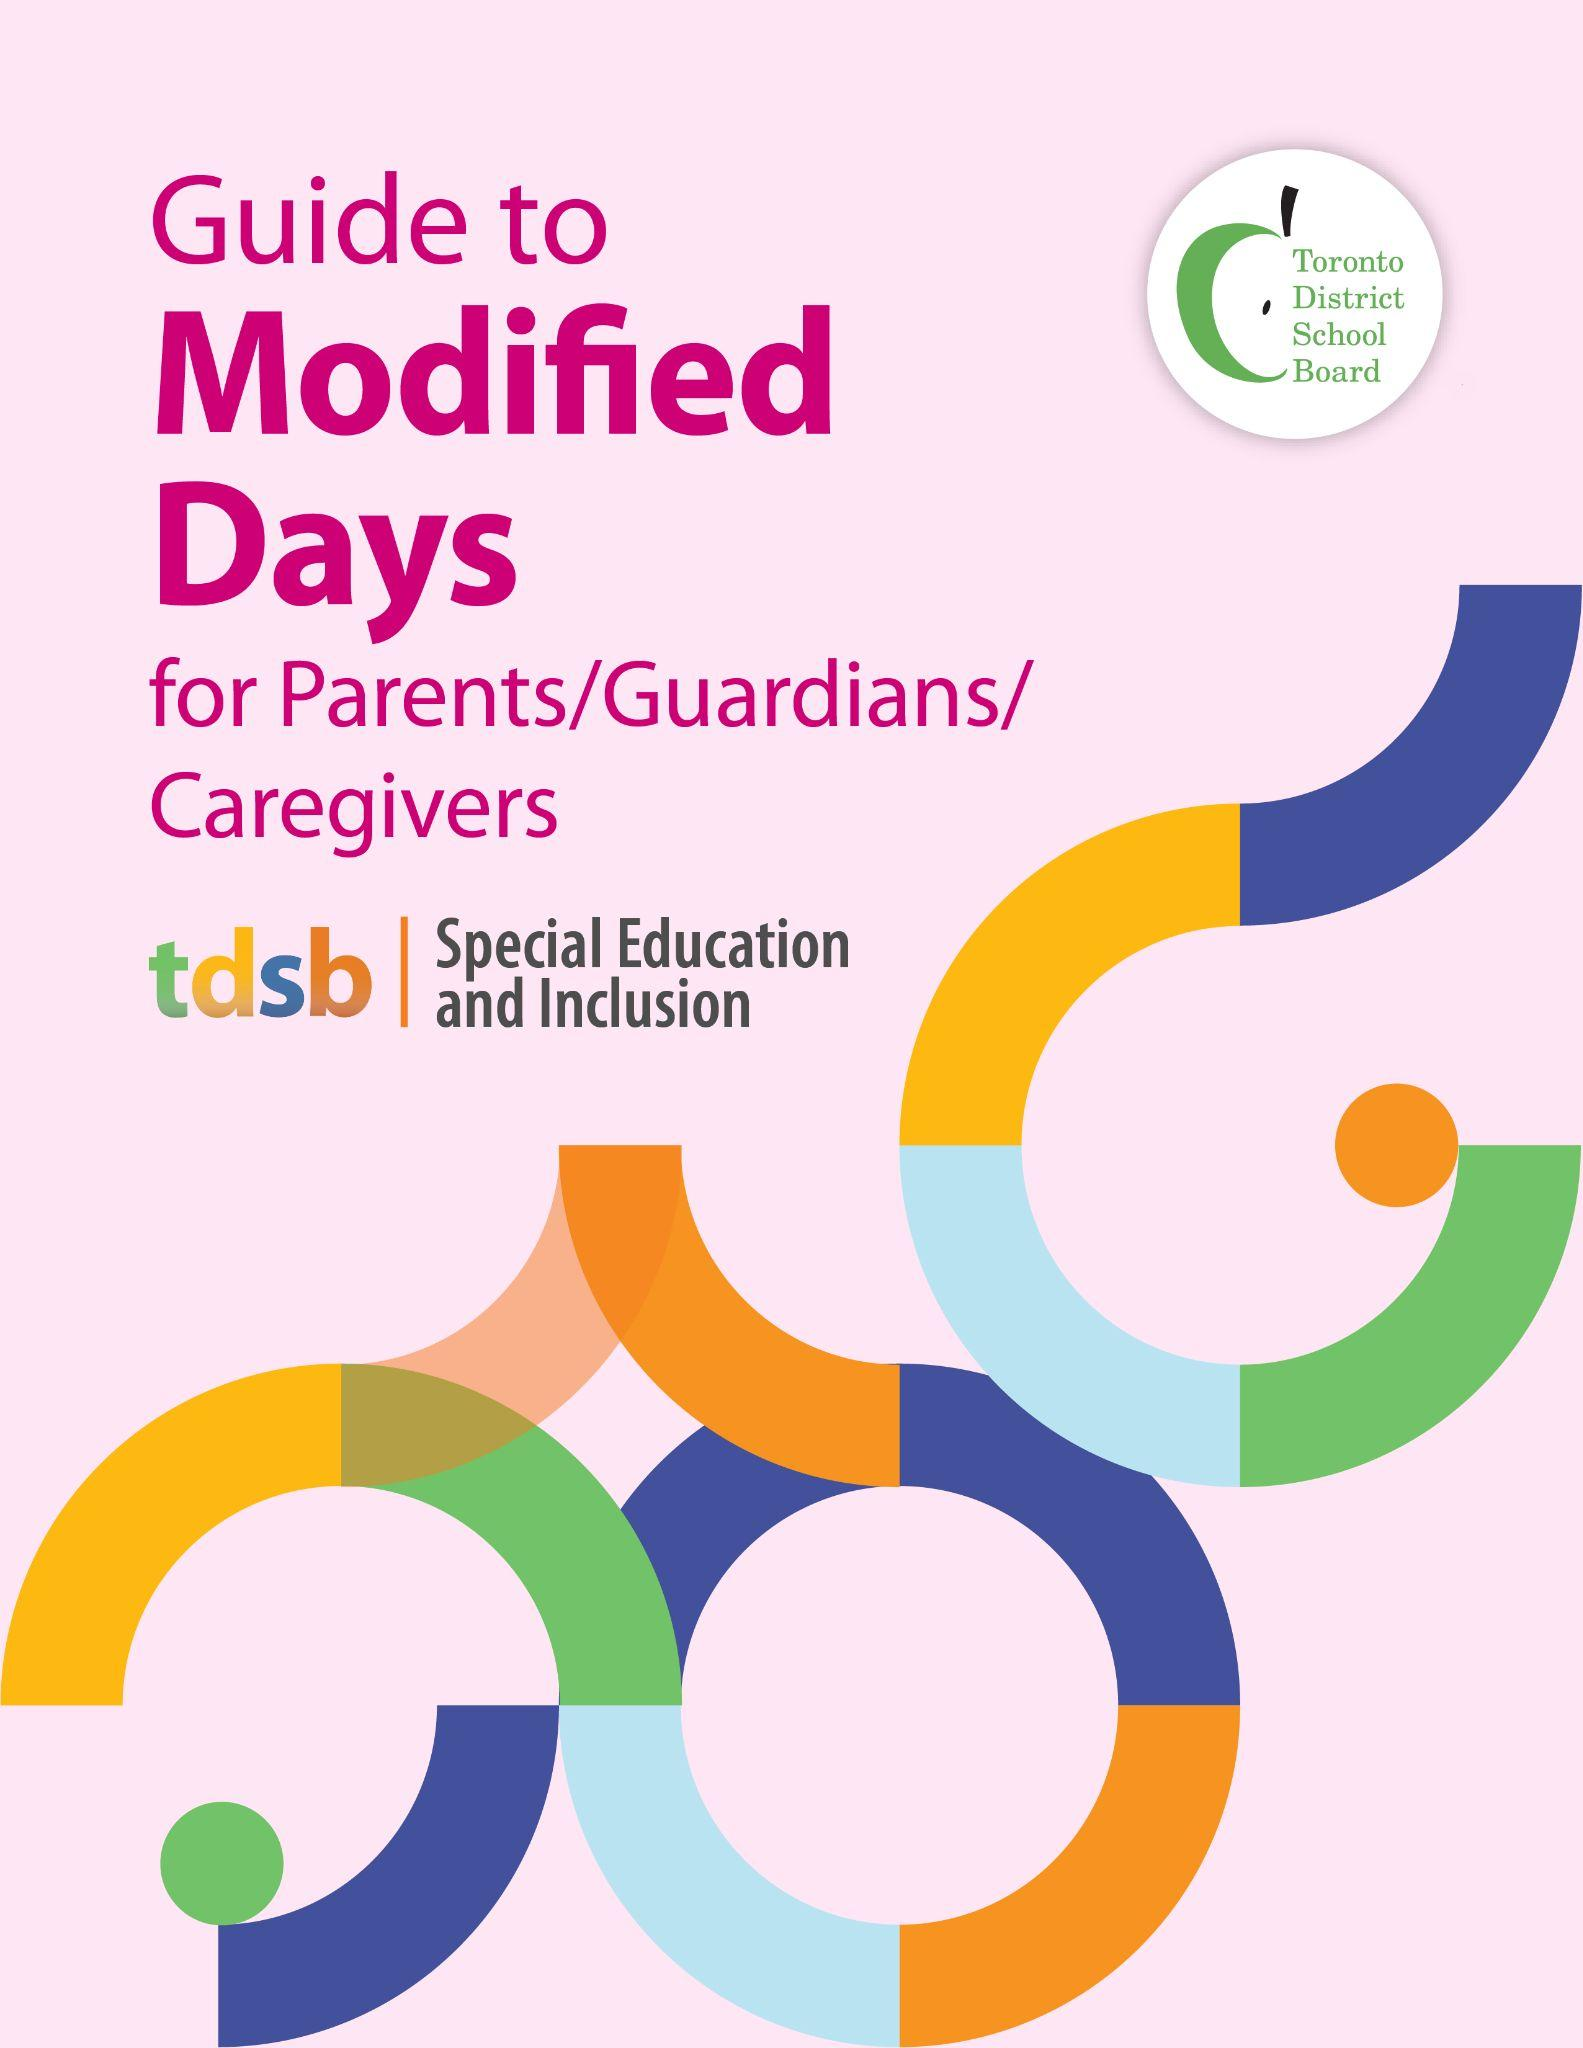 Guide to
Modified
Days
for Parents/Guardians/
Caregivers
Toronto
District
School
Board
tdsb
Special Education
and Inclusion